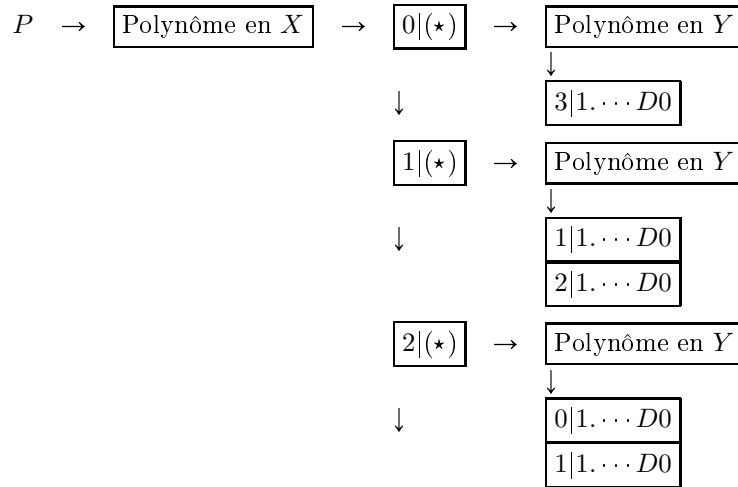 P → Polynôme en X → 0|(⋆) → Polynôme en Y
↓
↓ 3|1. · · · D0
1|(⋆) → Polynôme en Y
↓
↓ 1|1. · · · D0
2|1. · · · D0
2|(⋆) → Polynôme en Y
↓
↓ 0|1. · · · D0
1|1. · · · D0